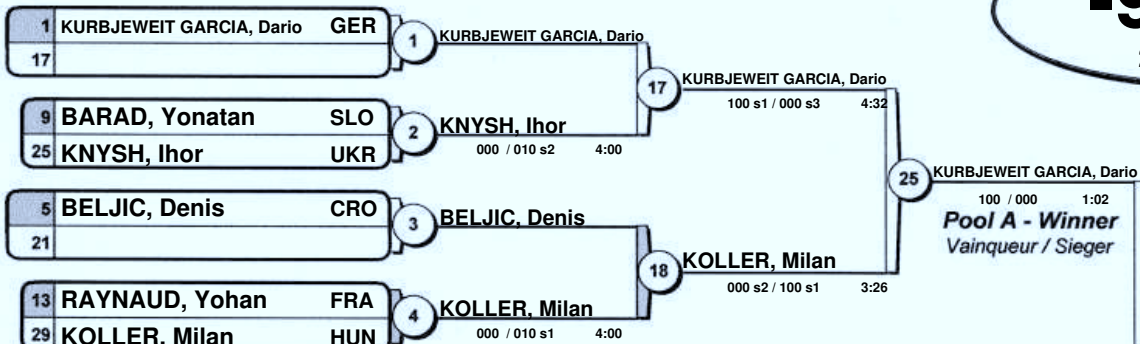 1 KURBJEWEIT GARCIA, Dario GER
17
1
KURBJEWEIT GARCIA, Dario
9 BARAD, Yonatan SLO
25 KNYSH, Ihor UKR
2
KNYSH, Ihor
000 / 010 s2 4:00
17
KURBJEWEIT GARCIA, Dario
100 s1 / 000 s3 4:32
5 BELJIC, Denis CRO
21
3
BELJIC, Denis
13 RAYNAUD, Yohan FRA
29 KOLLER, Milan HUN
4
KOLLER, Milan
000 / 010 s1 4:00
18
KOLLER, Milan
000 s2 / 100 s1 3:26
25
KURBJEWEIT GARCIA, Dario
100 / 000 1:02
Pool A - Winner
Vainqueur / Sieger